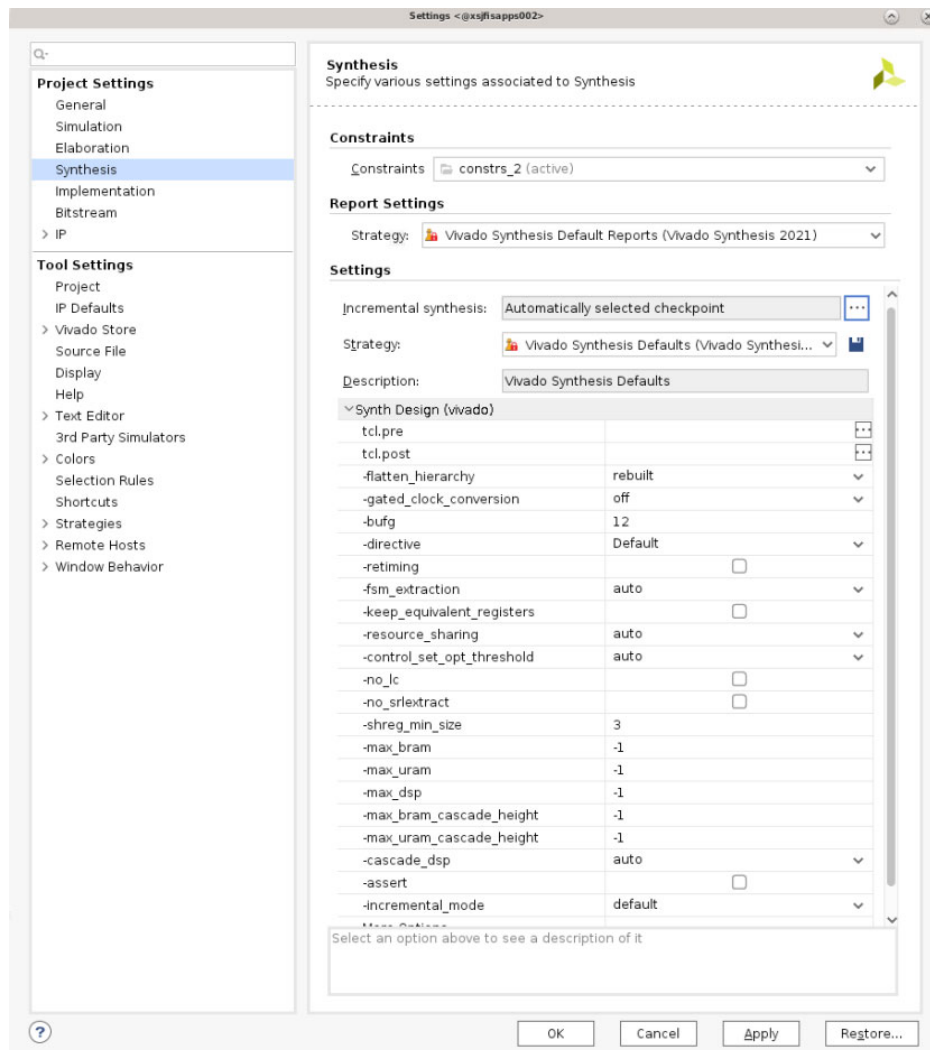 Settings <@xsjfisapps002>
Q-
Project Settings
General
Simulation
Elaboration
Synthesis
Implementation
Bitstream
> IP
Tool Settings
Project
IP Defaults
> Vivado Store
Source File
Display
Help
> Text Editor
3rd Party Simulators
> Colors
Selection Rules
Shortcuts
> Strategies
> Remote Hosts
> Window Behavior
Synthesis
Specify various settings associated to Synthesis
Constraints
Constraints constrs_2 (active)
Report Settings
Strategy: Vivado Synthesis Default Reports (Vivado Synthesis 2021)
Settings
Incremental synthesis: Automatically selected checkpoint ...
Strategy: Vivado Synthesis Defaults (Vivado Synthesi...
Description: Vivado Synthesis Defaults
Synth Design (vivado)
tcl.pre ...
tcl.post ...
-flatten_hierarchy rebuilt
-gated_clock_conversion off
-bufg 12
-directive Default
-retiming
-fsm_extraction auto
-keep_equivalent_registers
-resource_sharing auto
-control_set_opt_threshold auto
-no_lc
-no_srlextract
-shreg_min_size 3
-max_bram -1
-max_uram -1
-max_dsp -1
-max_bram_cascade_height -1
-max_uram_cascade_height -1
-cascade_dsp auto
-assert
-incremental_mode default
More Options
Select an option above to see a description of it
? OK Cancel Apply Restore...